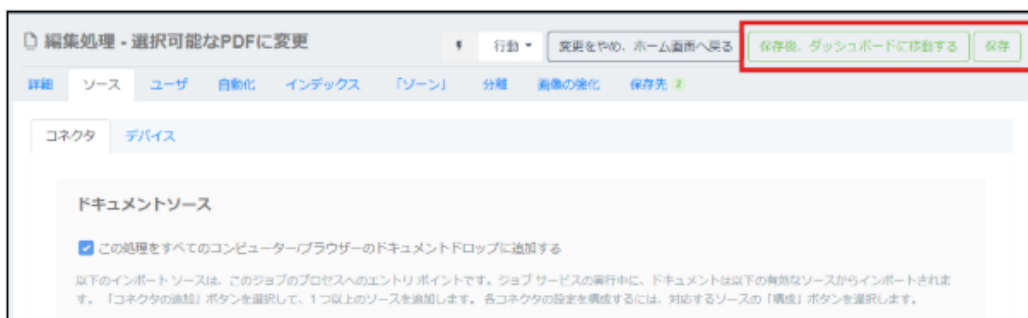 編集処理 - 選択可能なPDFに変更
行動 変更をやめ、ホーム画面へ戻る 保存後、ダッシュボードに移動する 保存
詳細 ソース ユーザ 自動化 インデックス 「ゾーン」 分離 画像の強化 保存先 2
コネクタ デバイス
ドキュメントソース
この処理をすべてのコンピューター/ブラウザーのドキュメントドロップに追加する
以下のインポート ソースは、このジョブのプロセスへのエントリ ポイントです。ジョブ サービスの実行中に、ドキュメントは以下の有効なソースからインポートされま
す。 「コネクタの追加」ボタンを選択して、1つ以上のソースを追加します。各コネクタの設定を構成するには、対応するソースの「構成」ボタンを選択します。